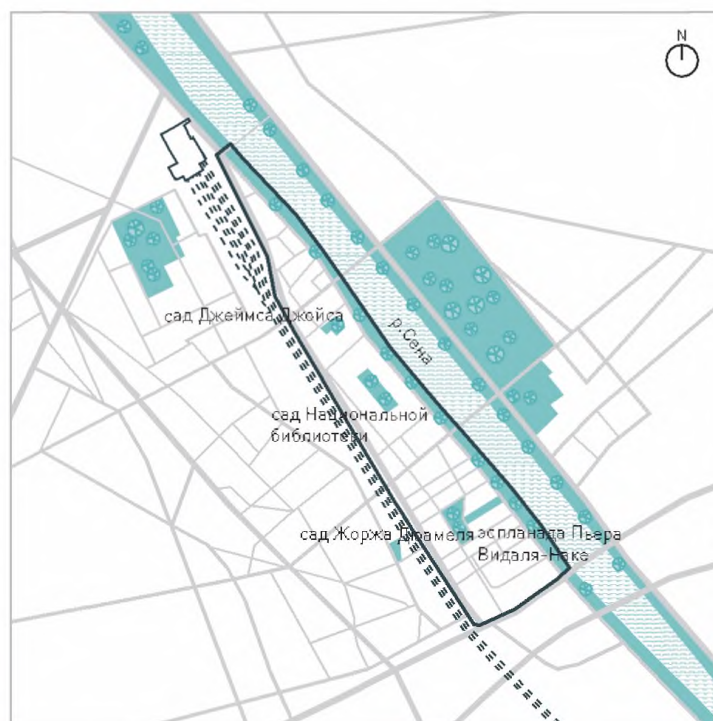 N
сад Джеймса Джойса
р.Сена
сад Национальной
библиотеки
сад Жоржа Дюамеля
эспланада Пьера
Видаля-Наке